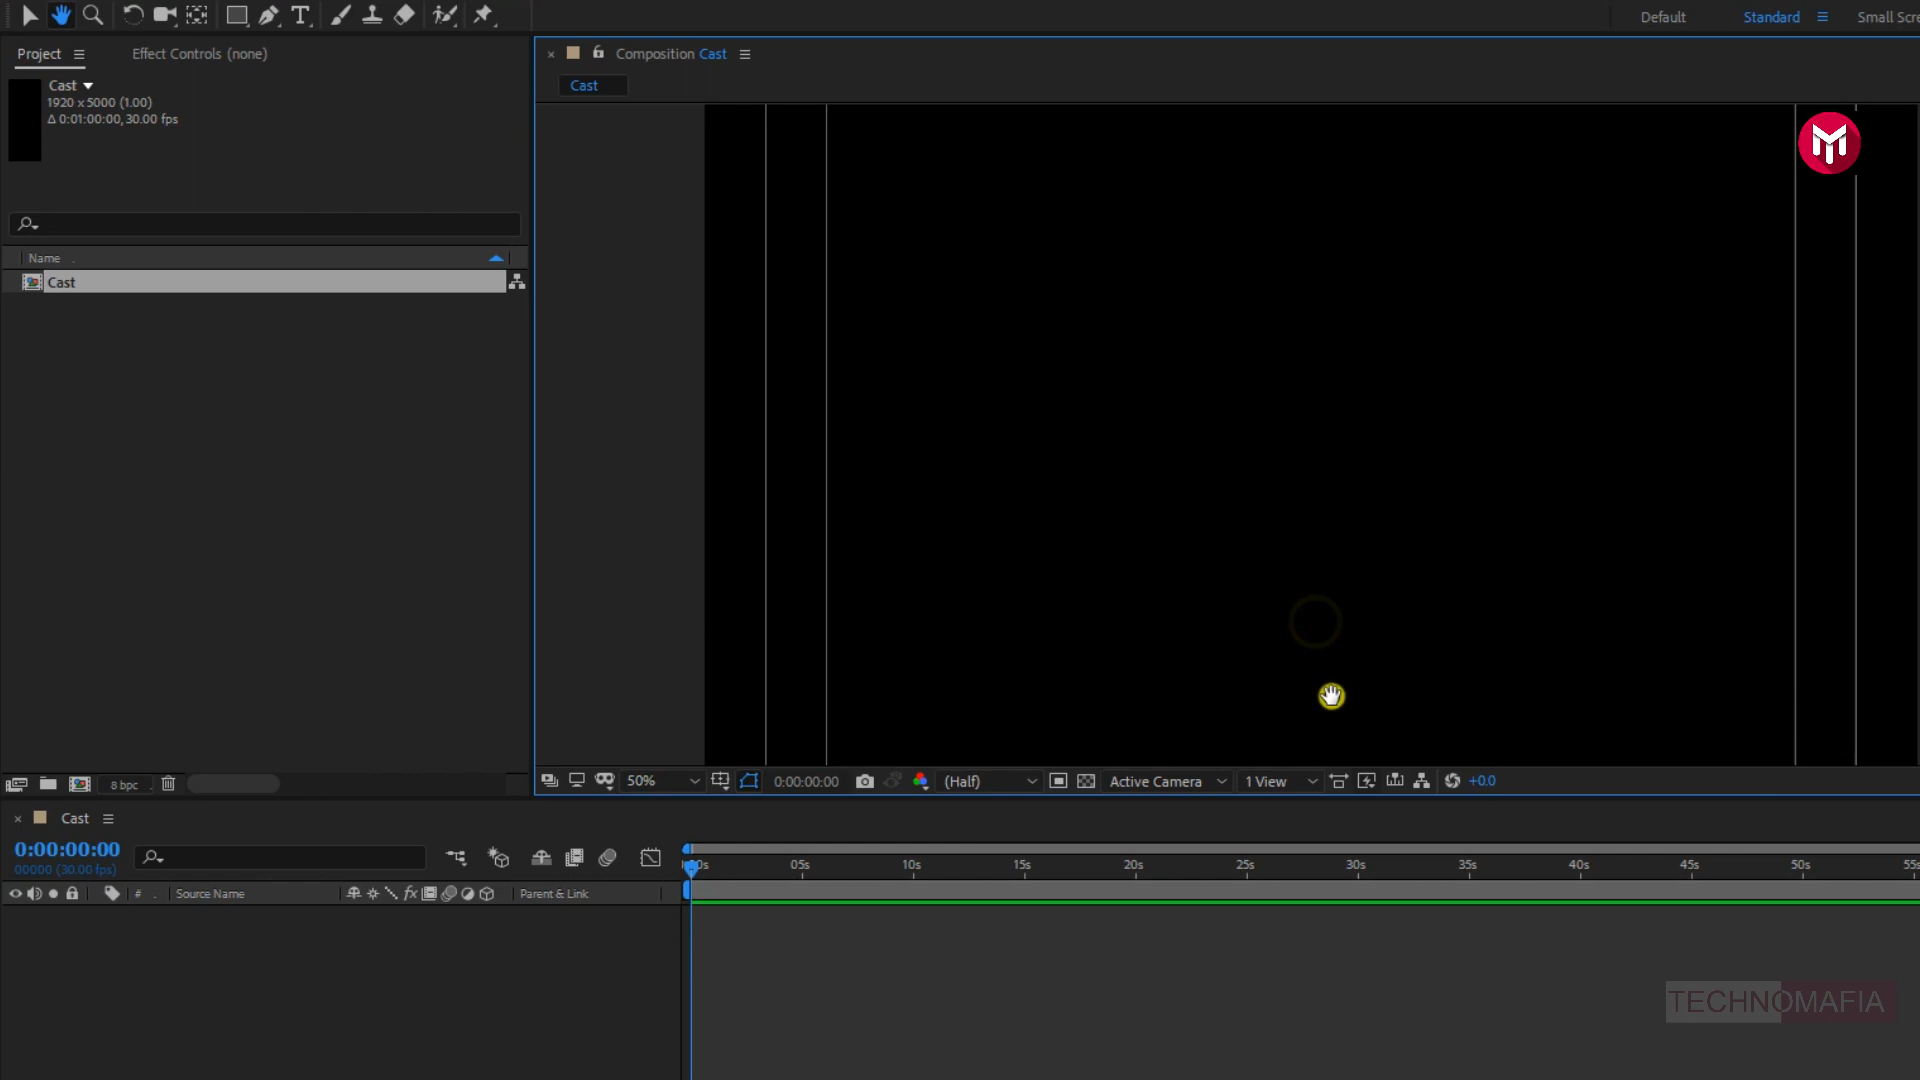 Default
Standard
Small Scre
Project
Effect Controls (none)
Composition Cast
Cast
Cast
1920 x 5000 (1.00)
Δ 0:01:00:00, 30.00 fps
Name
Cast
8 bpc
50%
0:00:00:00
(Half)
Active Camera
1 View
+0.0
Cast
0:00:00:00
00000 (30.00 fps)
05s
10s
15s
20s
25s
30s
35s
40s
45s
50s
55s
#
Source Name
fx
Parent & Link
TECHNOMAFIA